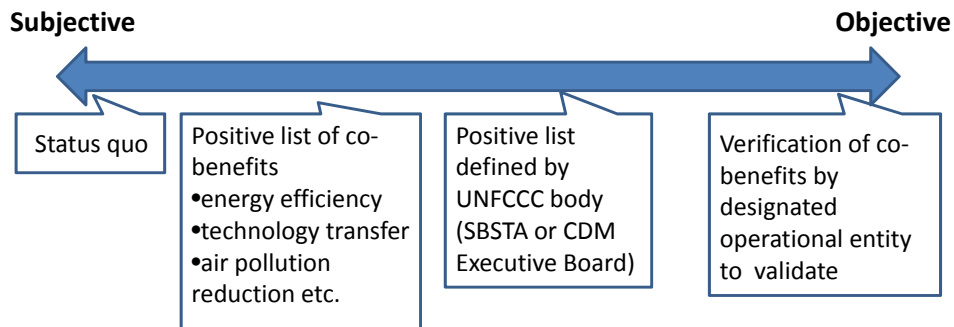 Subjective
Objective
Status quo
Positive list of co-
benefits
•energy efficiency
•technology transfer
•air pollution
reduction etc.
Positive list
defined by
UNFCCC body
(SBSTA or CDM
Executive Board)
Verification of co-
benefits by
designated
operational entity
to  validate